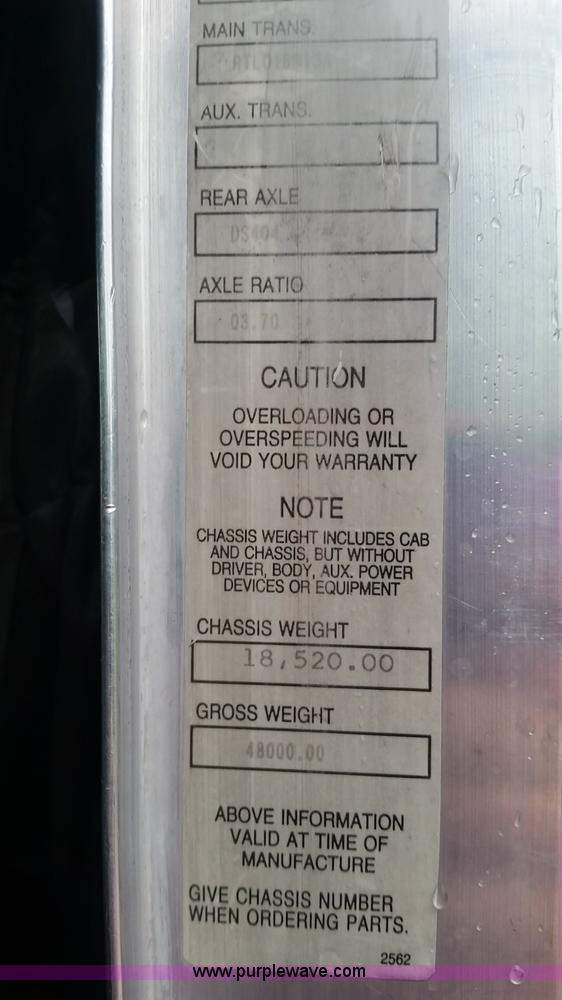 MAIN TRANS.
AUX. TRANS.
REAR AXLE
DS404
AXLE RATIO
03.70
CAUTION
OVERLOADING OR
OVERSPEEDING WILL
VOID YOUR WARRANTY
NOTE
CHASSIS WEIGHT INCLUDES CAB
AND CHASSIS, BUT WITHOUT
DRIVER, BODY, AUX. POWER
DEVICES OR EQUIPMENT
CHASSIS WEIGHT
18,520.00
GROSS WEIGHT
48000.00
ABOVE INFORMATION
VALID AT TIME OF
MANUFACTURE
GIVE CHASSIS NUMBER
WHEN ORDERING PARTS.
2562
www.purplewave.com